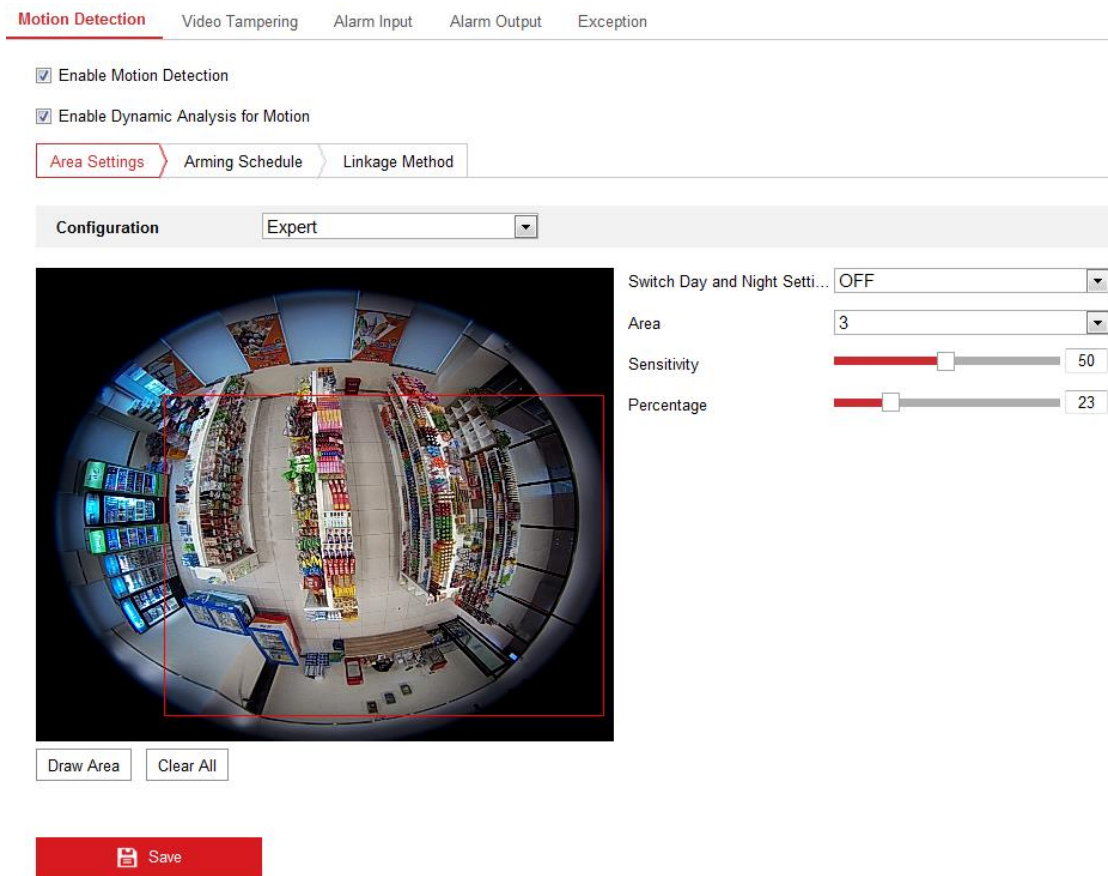 Motion Detection Video Tampering Alarm Input Alarm Output Exception
Enable Motion Detection
Enable Dynamic Analysis for Motion
Area Settings Arming Schedule Linkage Method
Configuration Expert
Switch Day and Night Setti... OFF
Area 3
Sensitivity 50
Percentage 23
Draw Area Clear All
Save